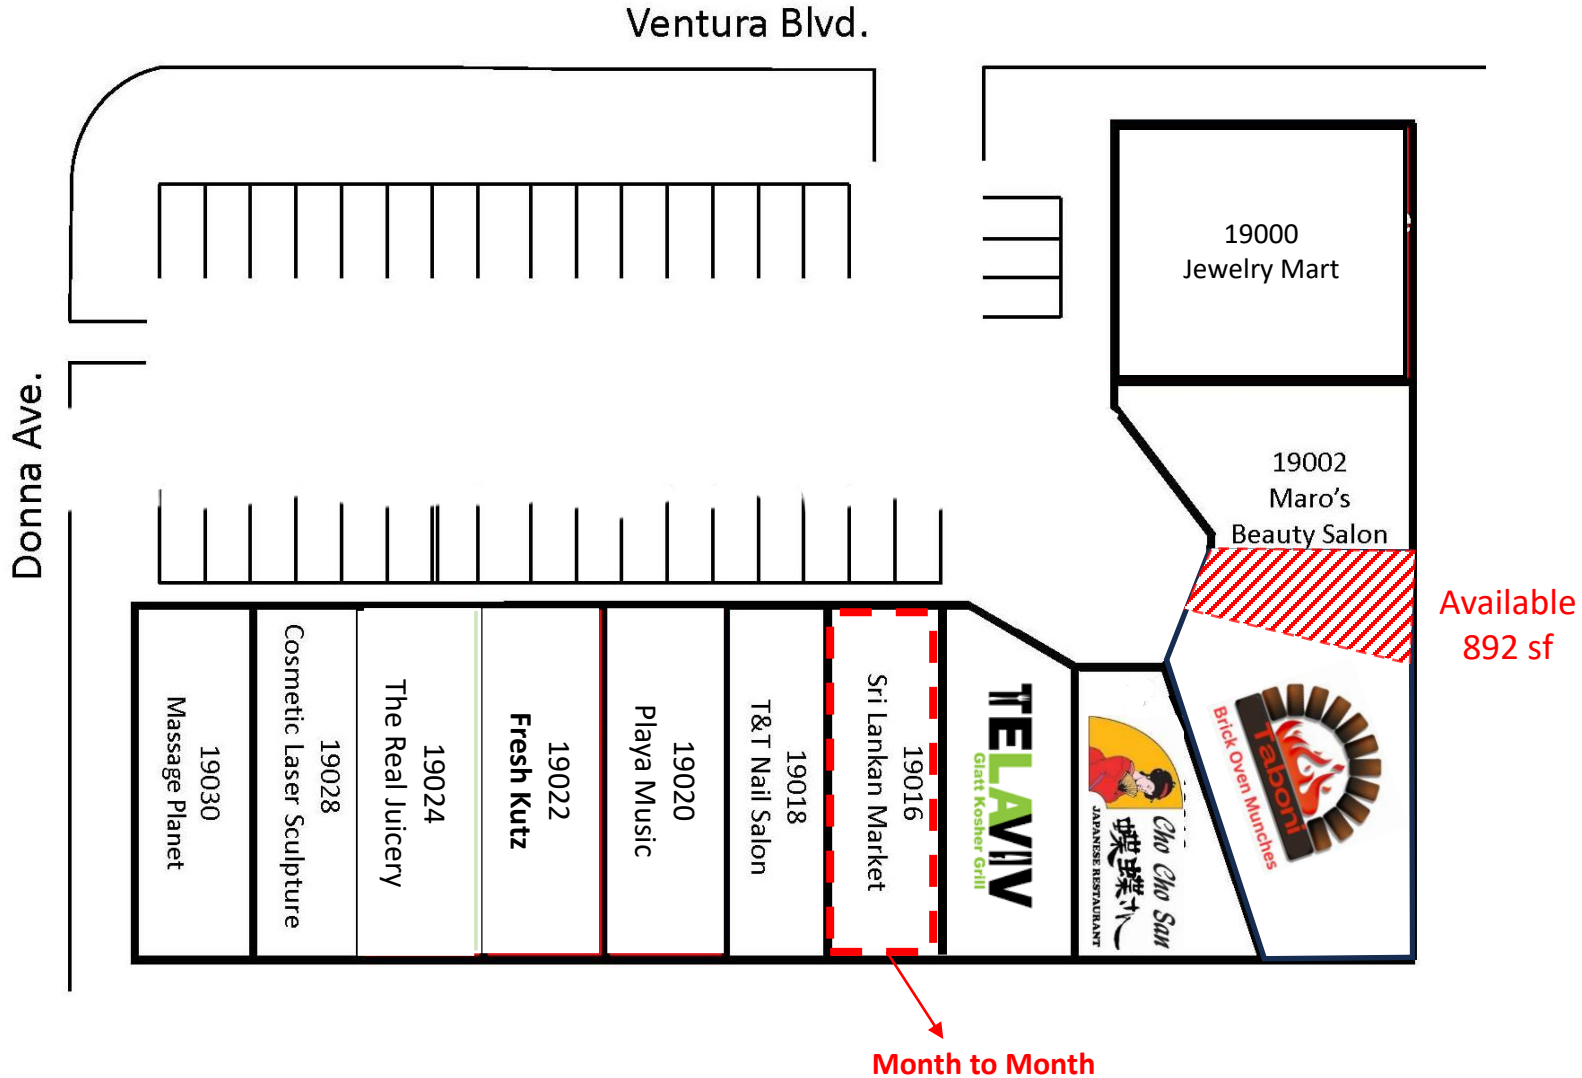 Ventura Blvd.
Donna Ave.
19000
Jewelry Mart
19002
Maro's
Beauty Salon
Available
892 sf
Taboni
Brick Oven Munches
Cho Cho San
JAPANESE RESTAURANT
TELAVIV
Glatt Kosher Grill
19016
Sri Lankan Market
19018
T&T Nail Salon
19020
Playa Music
19022
Fresh Kutz
19024
The Real Juicery
19028
Cosmetic Laser Sculpture
19030
Massage Planet
Month to Month